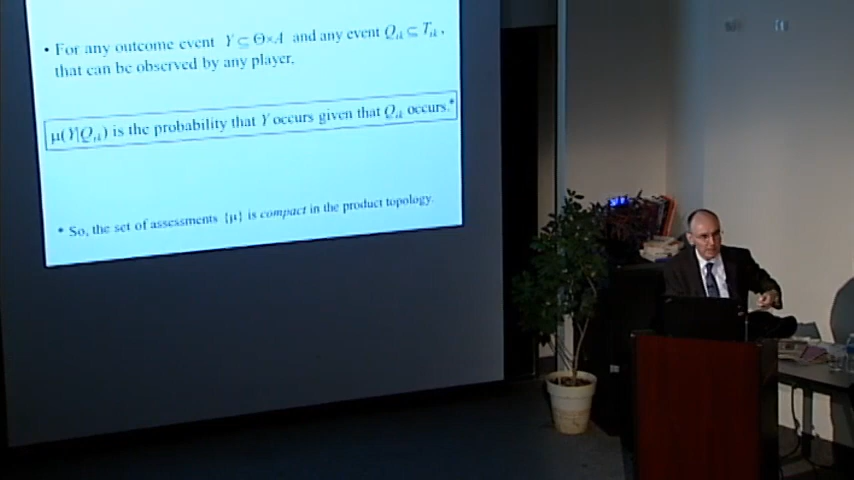 • For any outcome event Y ⊆ Θ×A and any event Qik ⊆ Tik,
that can be observed by any player,
μ(Y|Qik) is the probability that Y occurs given that Qik occurs.*
* So, the set of assessments {μ} is compact in the product topology.